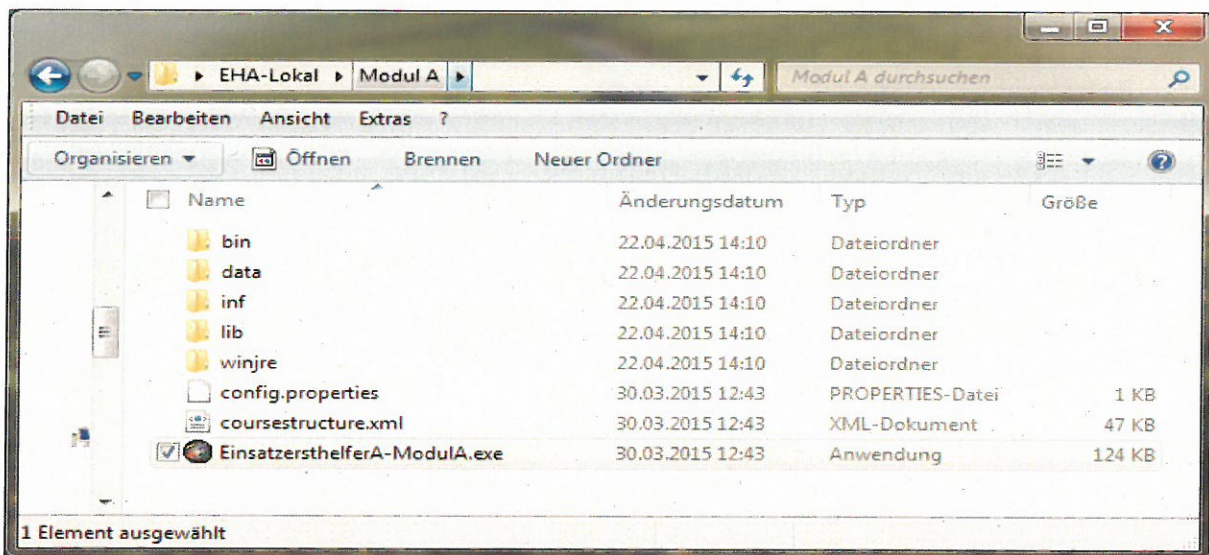 EHA-Lokal Modul A
Modul A durchsuchen
Datei Bearbeiten Ansicht Extras ?
Organisieren Öffnen Brennen Neuer Ordner
Name Änderungsdatum Typ Größe
bin 22.04.2015 14:10 Dateiordner
data 22.04.2015 14:10 Dateiordner
inf 22.04.2015 14:10 Dateiordner
lib 22.04.2015 14:10 Dateiordner
winjre 22.04.2015 14:10 Dateiordner
config.properties 30.03.2015 12:43 PROPERTIES-Datei 1 KB
coursestructure.xml 30.03.2015 12:43 XML-Dokument 47 KB
EinsatzersthelferA-ModulA.exe 30.03.2015 12:43 Anwendung 124 KB
1 Element ausgewählt